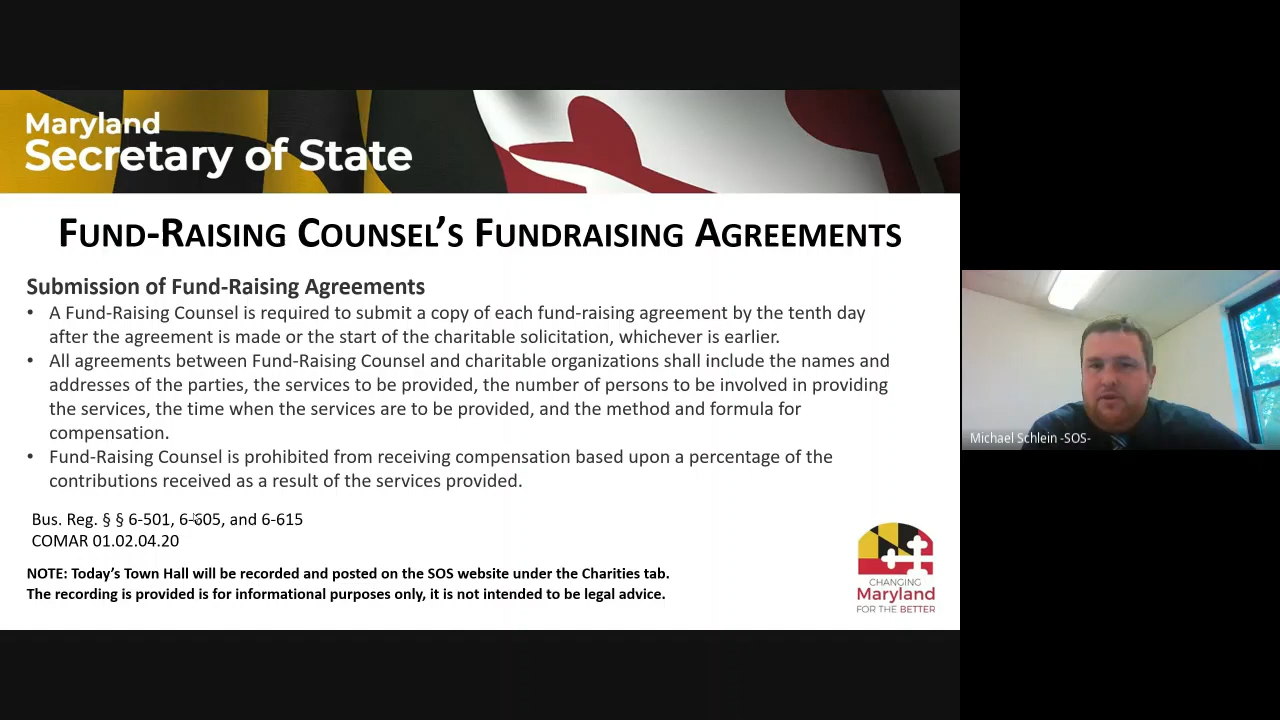 Maryland
Secretary of State
FUND-RAISING COUNSEL'S FUNDRAISING AGREEMENTS
Submission of Fund-Raising Agreements
• A Fund-Raising Counsel is required to submit a copy of each fund-raising agreement by the tenth day
after the agreement is made or the start of the charitable solicitation, whichever is earlier.
• All agreements between Fund-Raising Counsel and charitable organizations shall include the names and
addresses of the parties, the services to be provided, the number of persons to be involved in providing
the services, the time when the services are to be provided, and the method and formula for
compensation.
• Fund-Raising Counsel is prohibited from receiving compensation based upon a percentage of the
contributions received as a result of the services provided.
Bus. Reg. § § 6-501, 6-605, and 6-615
COMAR 01.02.04.20
NOTE: Today's Town Hall will be recorded and posted on the SOS website under the Charities tab.
The recording is provided is for informational purposes only, it is not intended to be legal advice.
CHANGING
Maryland
FOR THE BETTER
Michael Schlein -SOS-